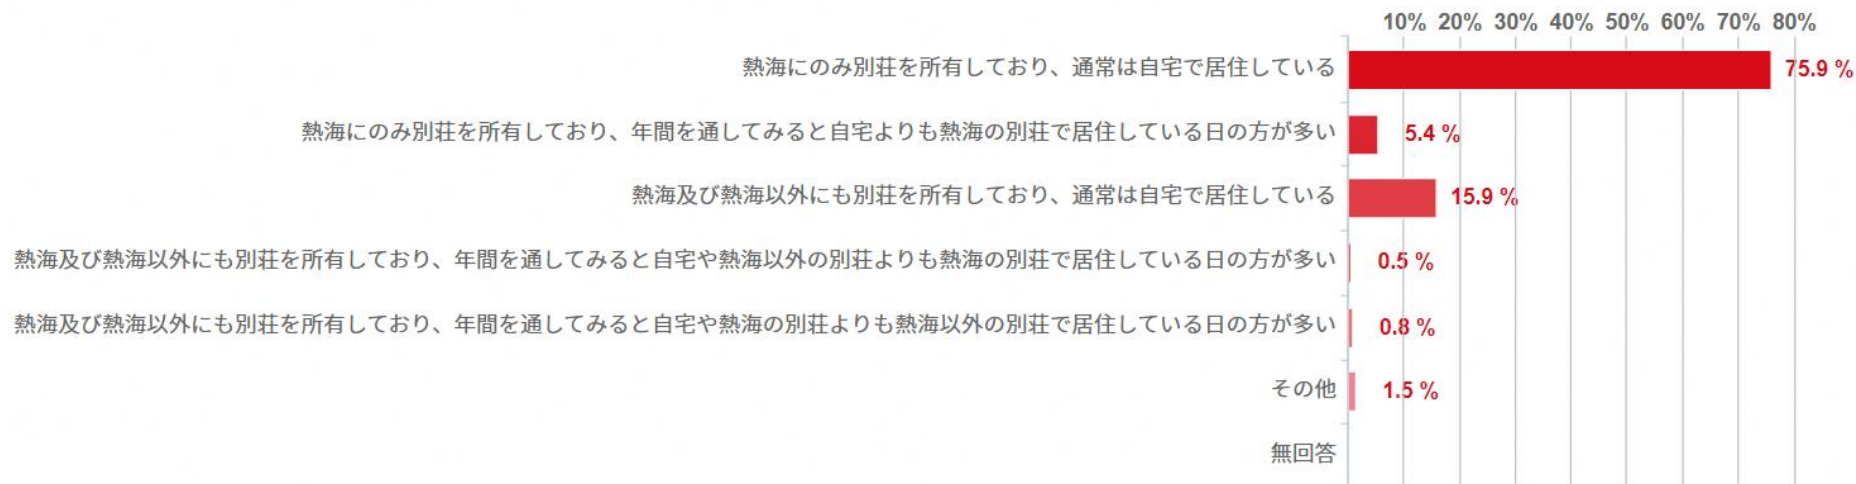 10% 20% 30% 40% 50% 60% 70% 80%
熱海にのみ別荘を所有しており、通常は自宅で居住している 75.9 %
熱海にのみ別荘を所有しており、年間を通してみると自宅よりも熱海の別荘で居住している日の方が多い 5.4 %
熱海及び熱海以外にも別荘を所有しており、通常は自宅で居住している 15.9 %
熱海及び熱海以外にも別荘を所有しており、年間を通してみると自宅や熱海以外の別荘よりも熱海の別荘で居住している日の方が多い 0.5 %
熱海及び熱海以外にも別荘を所有しており、年間を通してみると自宅や熱海の別荘よりも熱海以外の別荘で居住している日の方が多い 0.8 %
その他 1.5 %
無回答